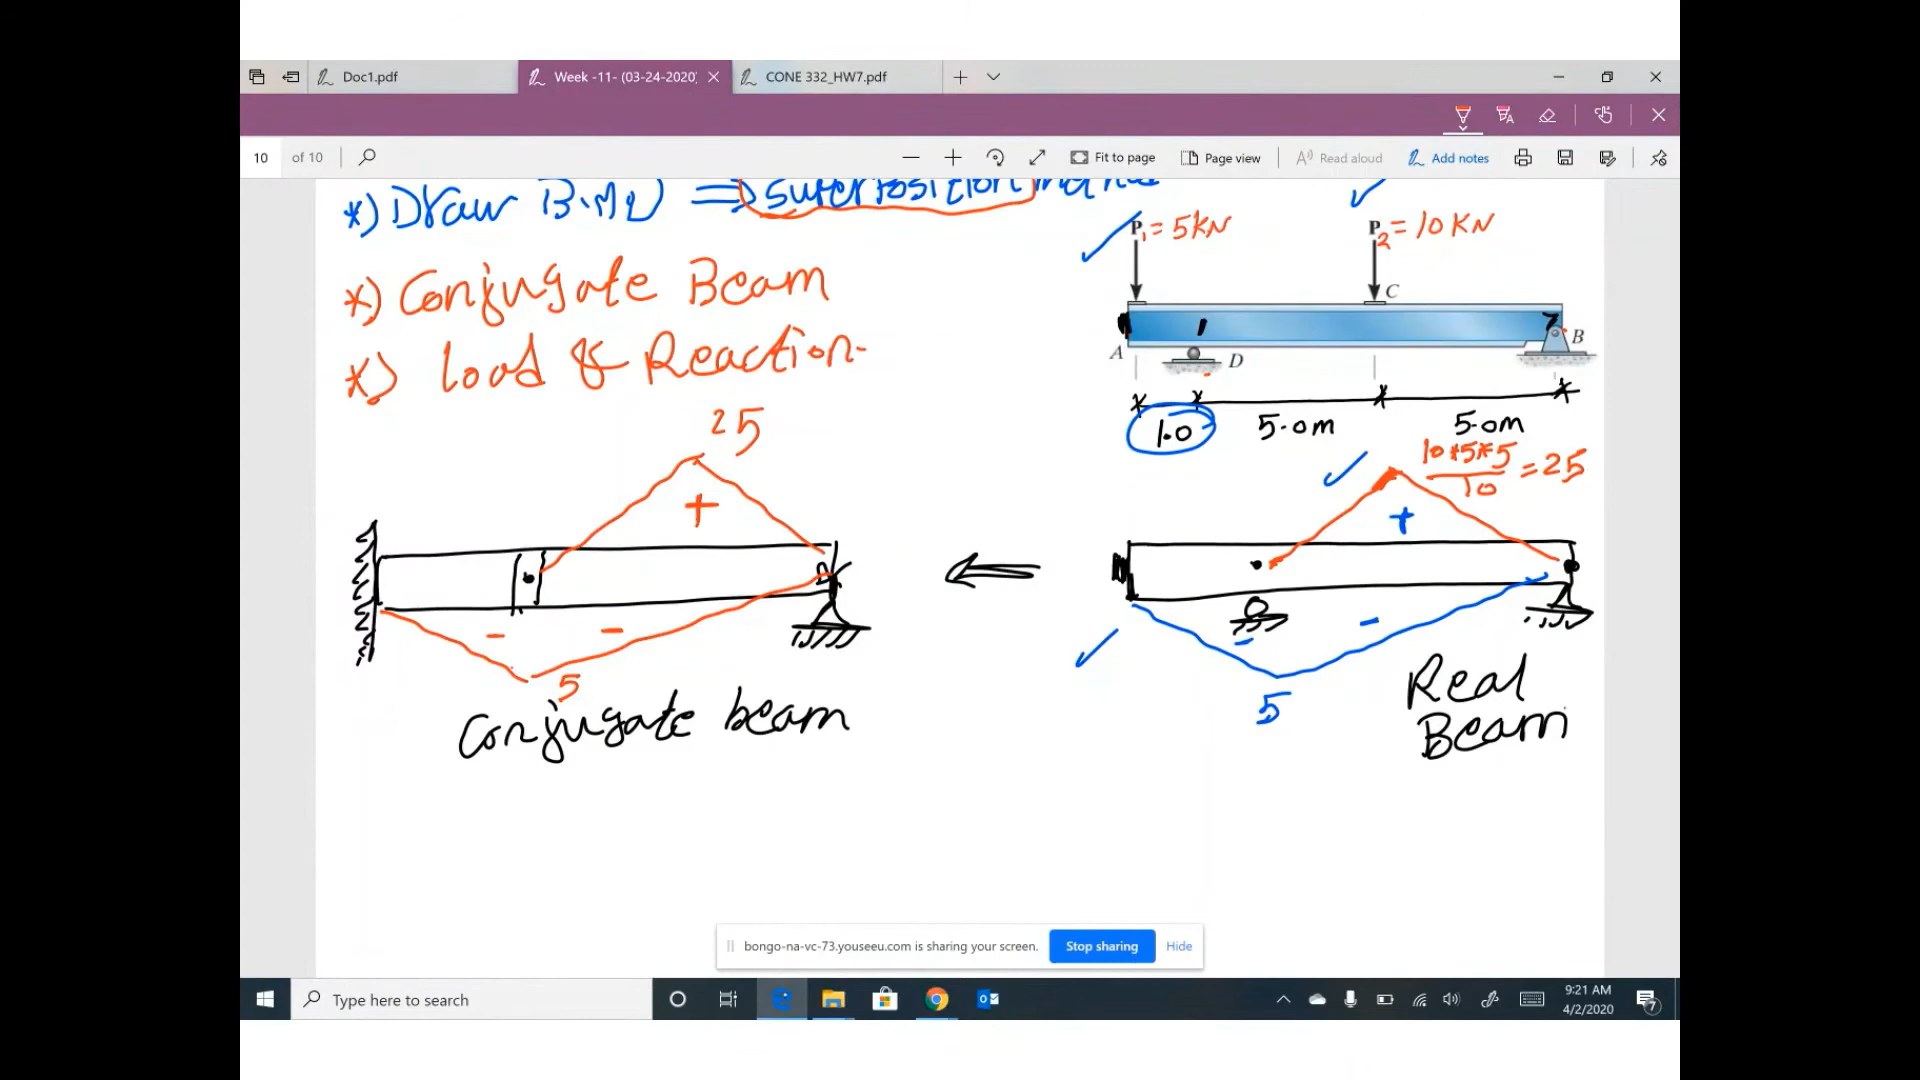 Doc1.pdf
Week -11- (03-24-2020)
CONE 332_HW7.pdf
10 of 10
Fit to page
Page view
Read aloud
Add notes
*) Draw B.M.D ⇒ superposition
P1 = 5KN
P2 = 10 KN
*) Conjugate Beam
*) Load & Reaction-
C
A
D
B
1.0
5.0m
5.0m
25
10*5*5
10
= 25
+
+
-
-
-
-
5
5
Conjugate beam
Real
Beam
bongo-na-vc-73.youseeu.com is sharing your screen.
Stop sharing
Hide
Type here to search
9:21 AM
4/2/2020
7